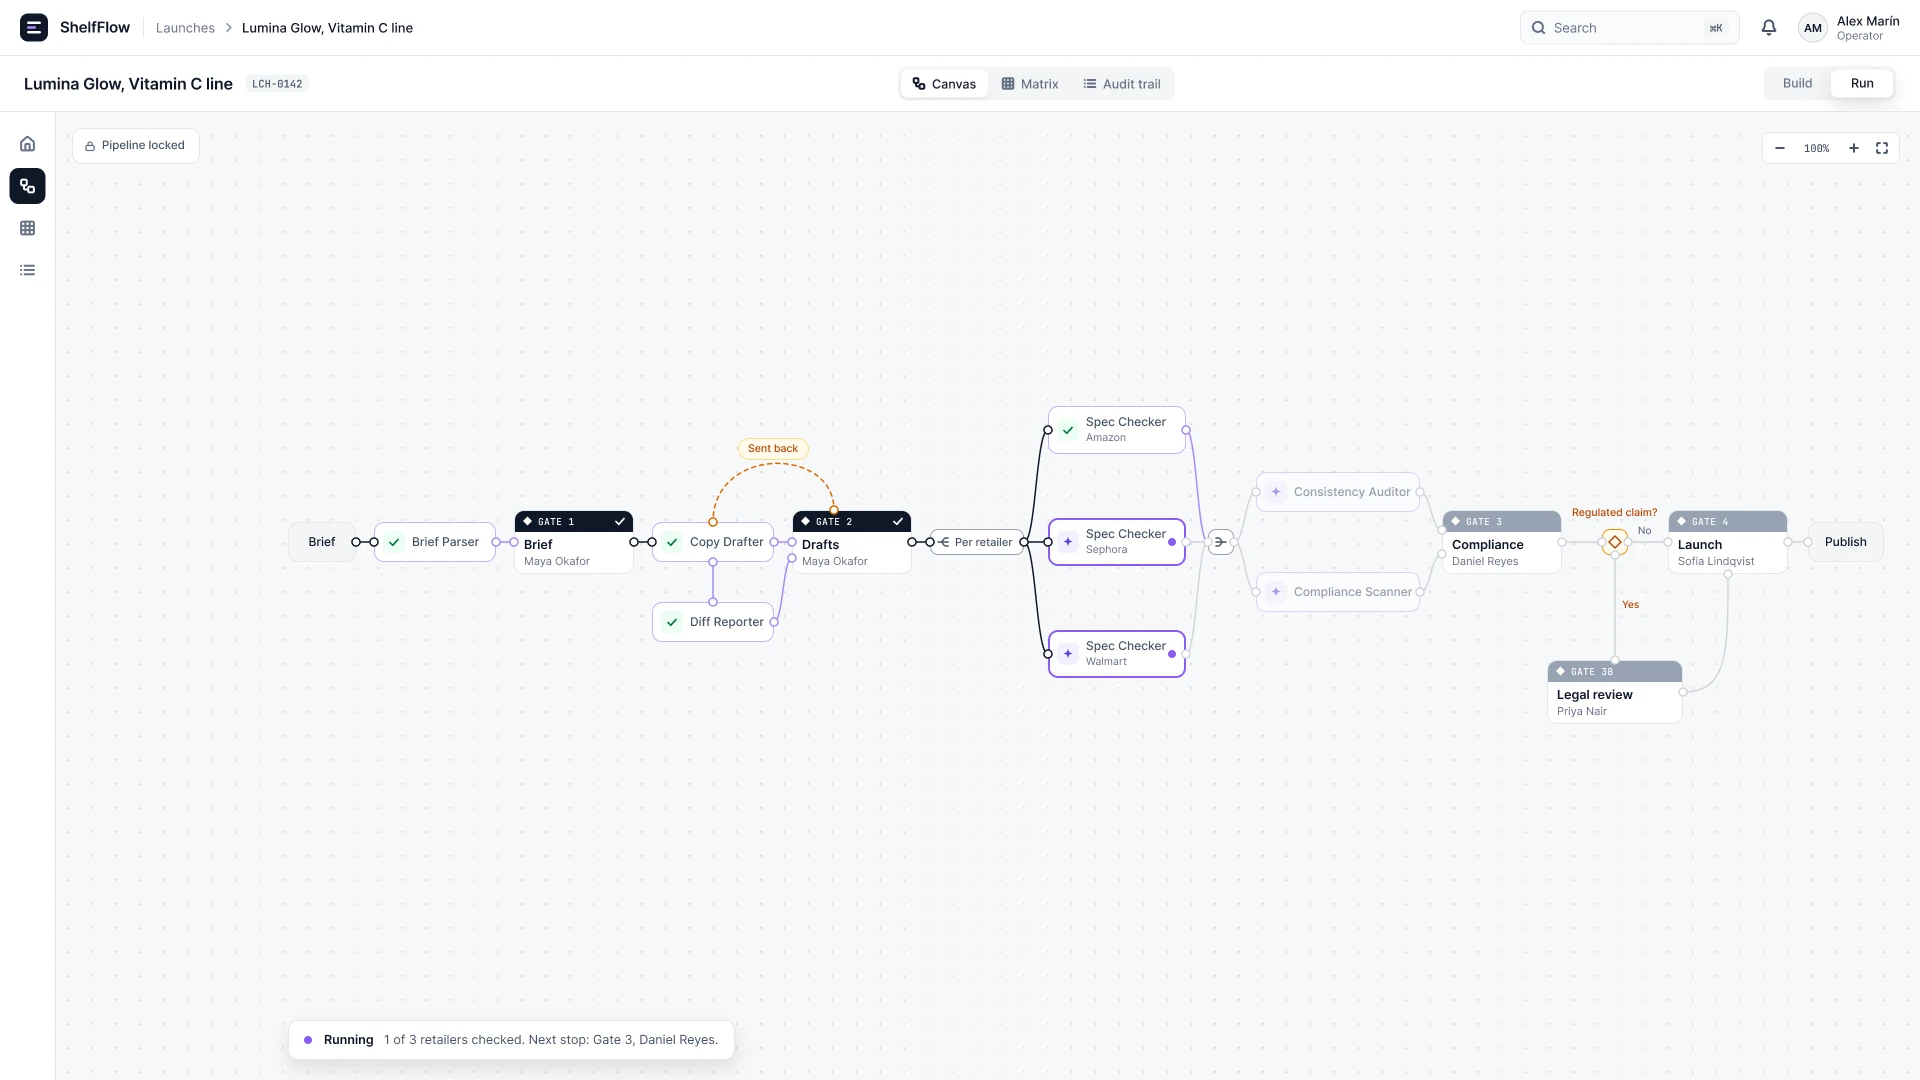 ShelfFlow
Launches
Lumina Glow, Vitamin C line
Search
⌘K
AM
Alex Marín
Operator
Lumina Glow, Vitamin C line
LCH-0142
Canvas
Matrix
Audit trail
Build
Run
Pipeline locked
100%
Brief
Brief Parser
GATE 1
Brief
Maya Okafor
Sent back
Copy Drafter
Diff Reporter
GATE 2
Drafts
Maya Okafor
Per retailer
Spec Checker
Amazon
Spec Checker
Sephora
Spec Checker
Walmart
Consistency Auditor
Compliance Scanner
GATE 3
Compliance
Daniel Reyes
Regulated claim?
No
Yes
GATE 3B
Legal review
Priya Nair
GATE 4
Launch
Sofia Lindqvist
Publish
Running 1 of 3 retailers checked. Next stop: Gate 3, Daniel Reyes.